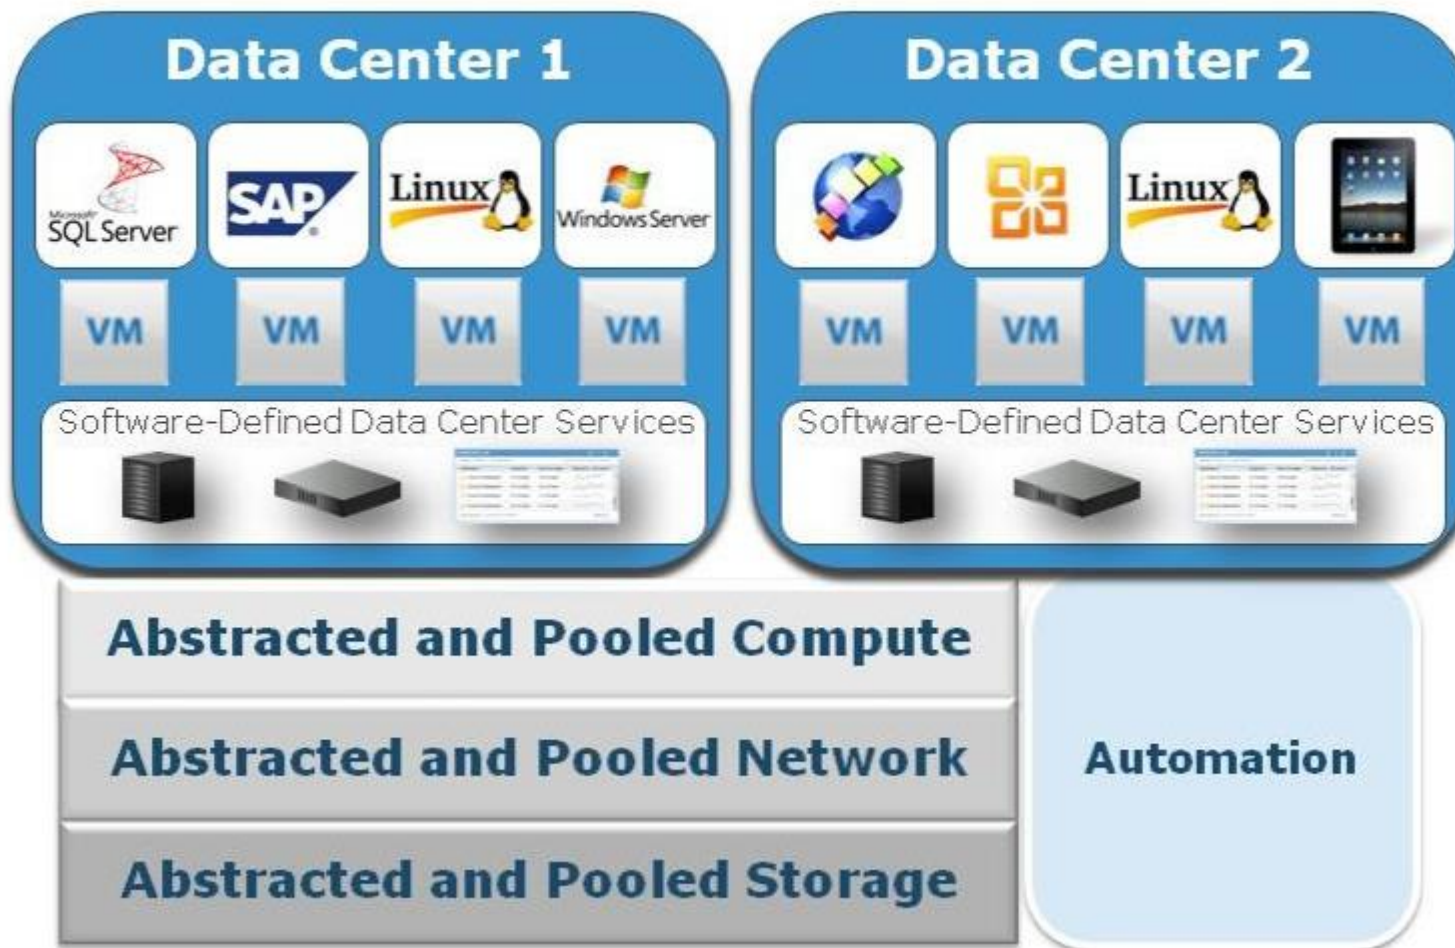 Data Center 1
Microsoft
SQL Server
SAP
Linux
Windows Server
VM
VM
VM
VM
Software-Defined Data Center Services
Data Center 2
Linux
VM
VM
VM
VM
Software-Defined Data Center Services
Abstracted and Pooled Compute
Abstracted and Pooled Network
Abstracted and Pooled Storage
Automation